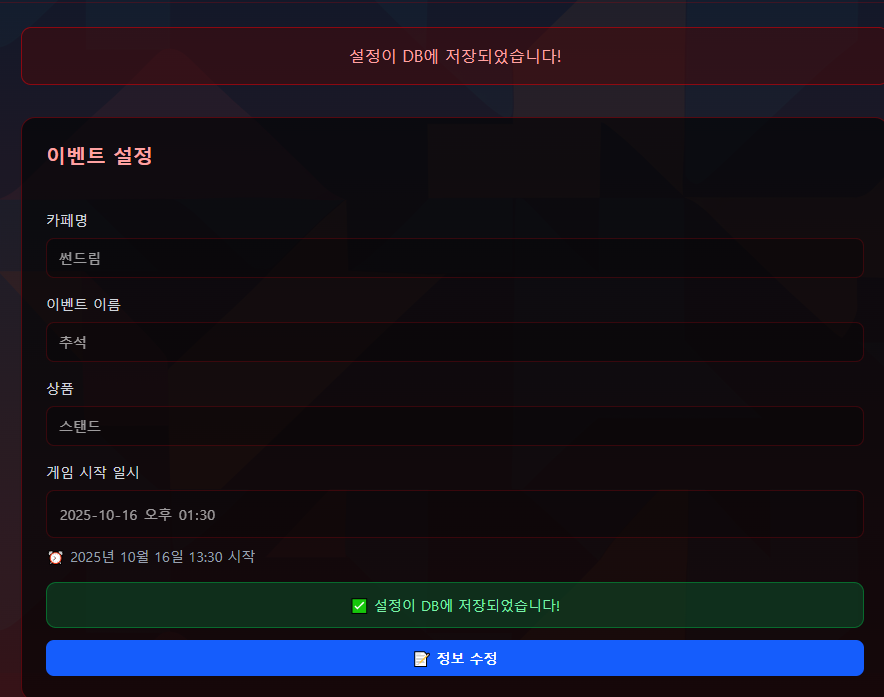 설정이 DB에 저장되었습니다!
이벤트 설정
카페명
썬드림
이벤트 이름
추석
상품
스탠드
게임 시작 일시
2025-10-16 오후 01:30
⏰ 2025년 10월 16일 13:30 시작
✅ 설정이 DB에 저장되었습니다!
📝 정보 수정